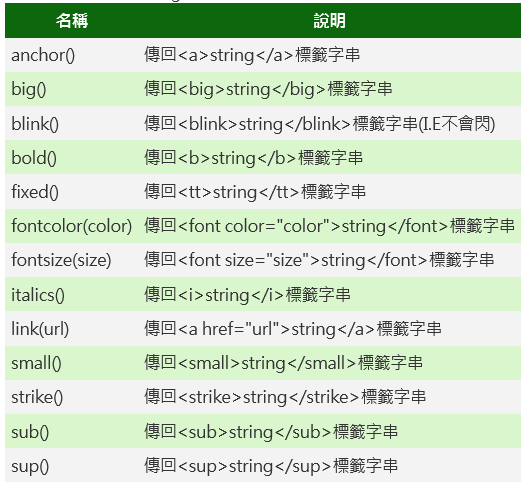 名稱 說明
anchor() 傳回<a>string</a>標籤字串
big() 傳回<big>string</big>標籤字串
blink() 傳回<blink>string</blink>標籤字串(I.E不會閃)
bold() 傳回<b>string</b>標籤字串
fixed() 傳回<tt>string</tt>標籤字串
fontcolor(color) 傳回<font color="color">string</font>標籤字串
fontsize(size) 傳回<font size="size">string</font>標籤字串
italics() 傳回<i>string</i>標籤字串
link(url) 傳回<a href="url">string</a>標籤字串
small() 傳回<small>string</small>標籤字串
strike() 傳回<strike>string</strike>標籤字串
sub() 傳回<sub>string</sub>標籤字串
sup() 傳回<sup>string</sup>標籤字串